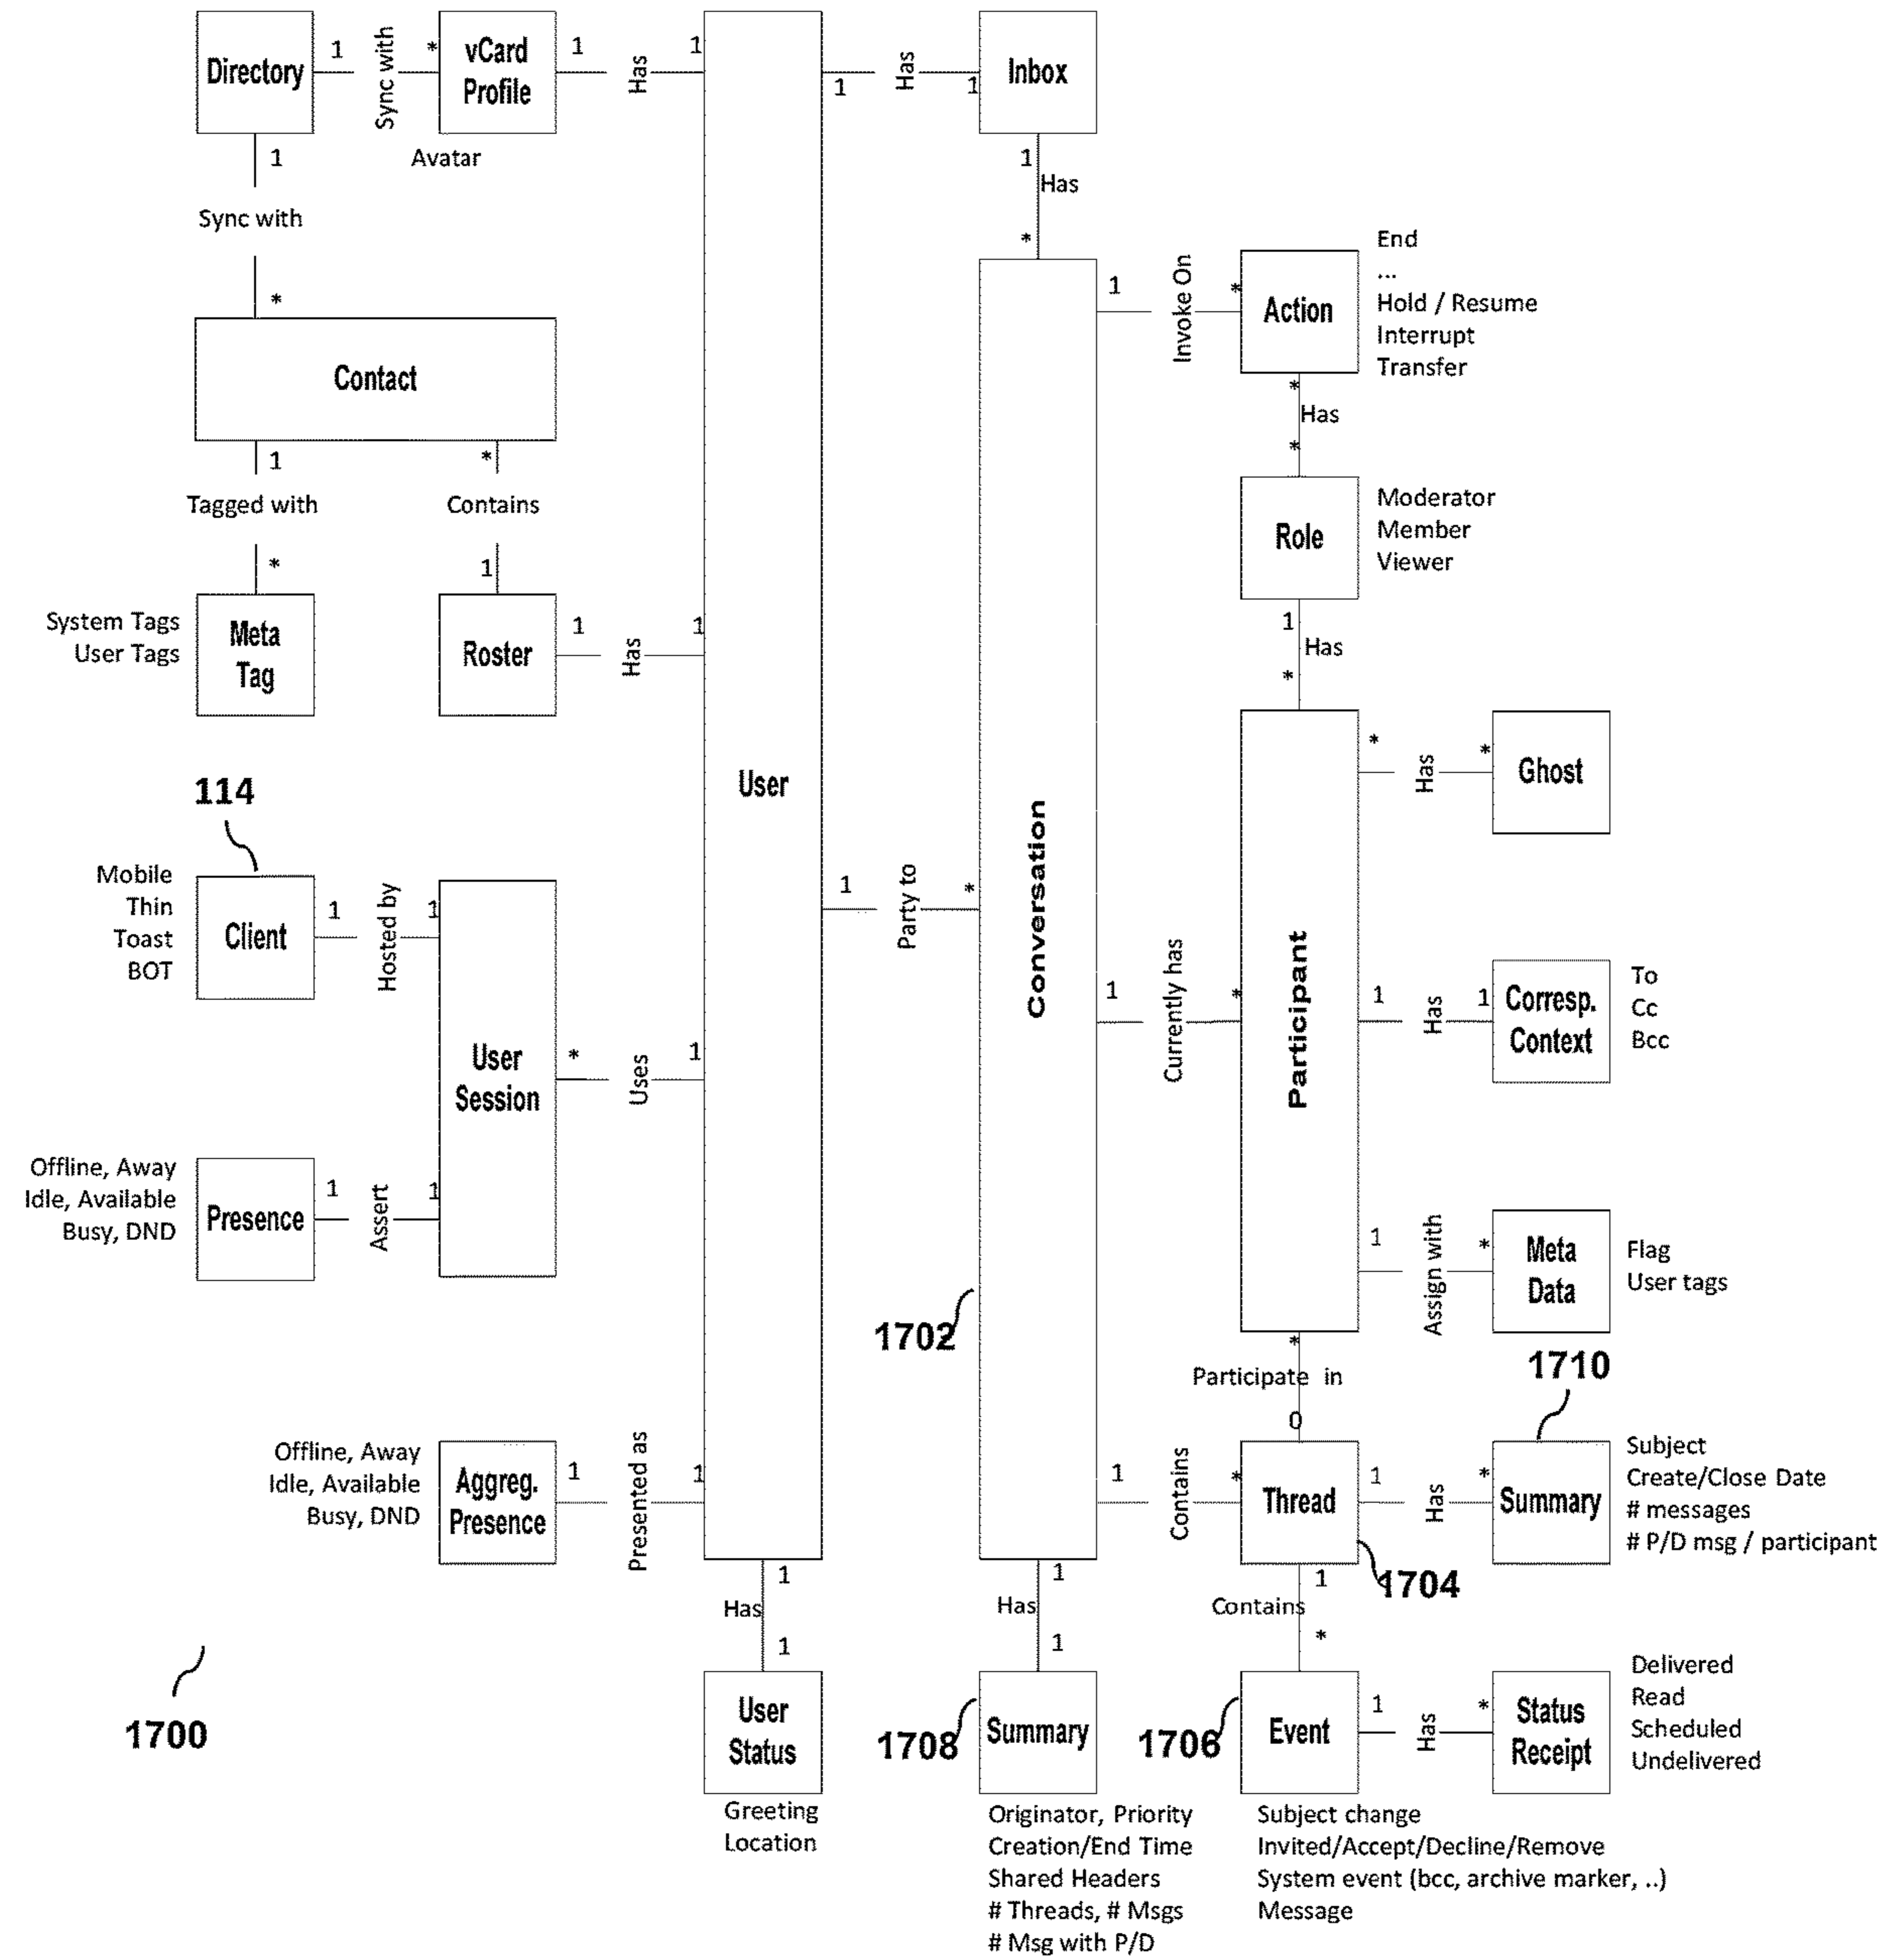 Directory
1
Sync with
*
vCard
Profile
1
Has
1
1
Has
1
Inbox
1
Avatar
1
Has
Sync with
*
*
End
...
Hold / Resume
Interrupt
Transfer
1
Invoke On
*
Action
Contact
*
Has
*
1
*
Tagged with
Contains
Moderator
Member
Viewer
Role
*
1
System Tags
User Tags
Meta
Tag
Roster
1
Has
1
1
Has
*
User
114
*
Has
*
Ghost
Mobile
Thin
Toast
BOT
Client
1
Hosted by
1
1
Party to
*
Conversation
1
Currently has
*
Participant
1
Has
1
Corresp.
Context
To
Cc
Bcc
User
Session
*
Uses
1
Offline, Away
Idle, Available
Busy, DND
Presence
1
Assert
1
1
Assign with
*
Meta
Data
Flag
User tags
1702
*
Participate in
0
1710
Offline, Away
Idle, Available
Busy, DND
Aggreg.
Presence
1
Presented as
1
1
Contains
*
Thread
1
Has
*
Summary
Subject
Create/Close Date
# messages
# P/D msg / participant
1704
1
Has
1
1
Has
1
1
Contains
*
1700
User
Status
1708
Summary
1706
Event
1
Has
*
Status
Receipt
Delivered
Read
Scheduled
Undelivered
Greeting
Location
Originator, Priority
Creation/End Time
Shared Headers
# Threads, # Msgs
# Msg with P/D
Subject change
Invited/Accept/Decline/Remove
System event (bcc, archive marker, ..)
Message